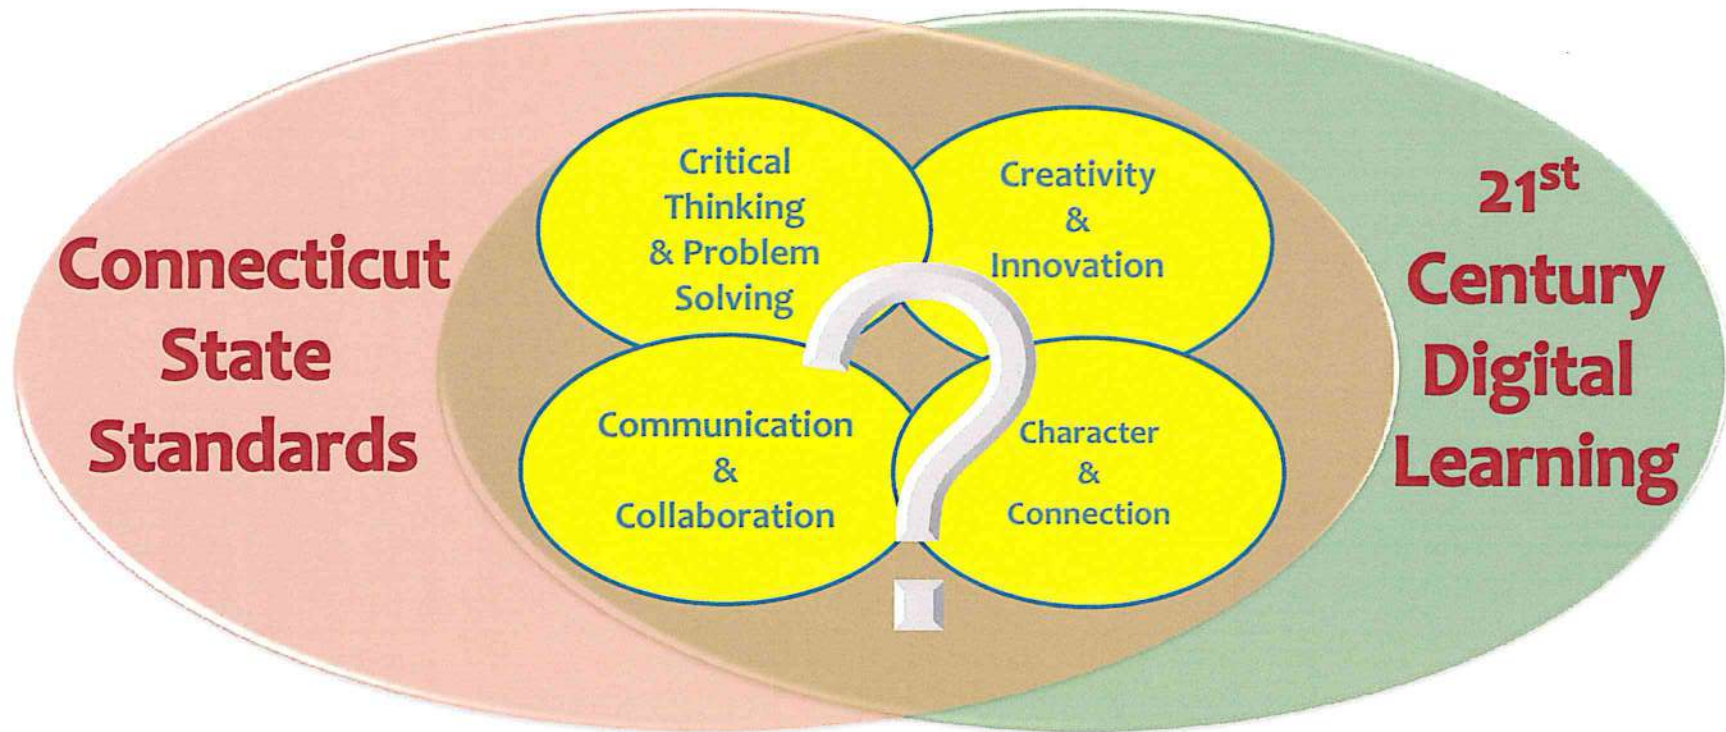 Connecticut
State
Standards
Critical
Thinking
& Problem
Solving
Creativity
&
Innovation
Communication
&
Collaboration
Character
&
Connection
?
21st
Century
Digital
Learning